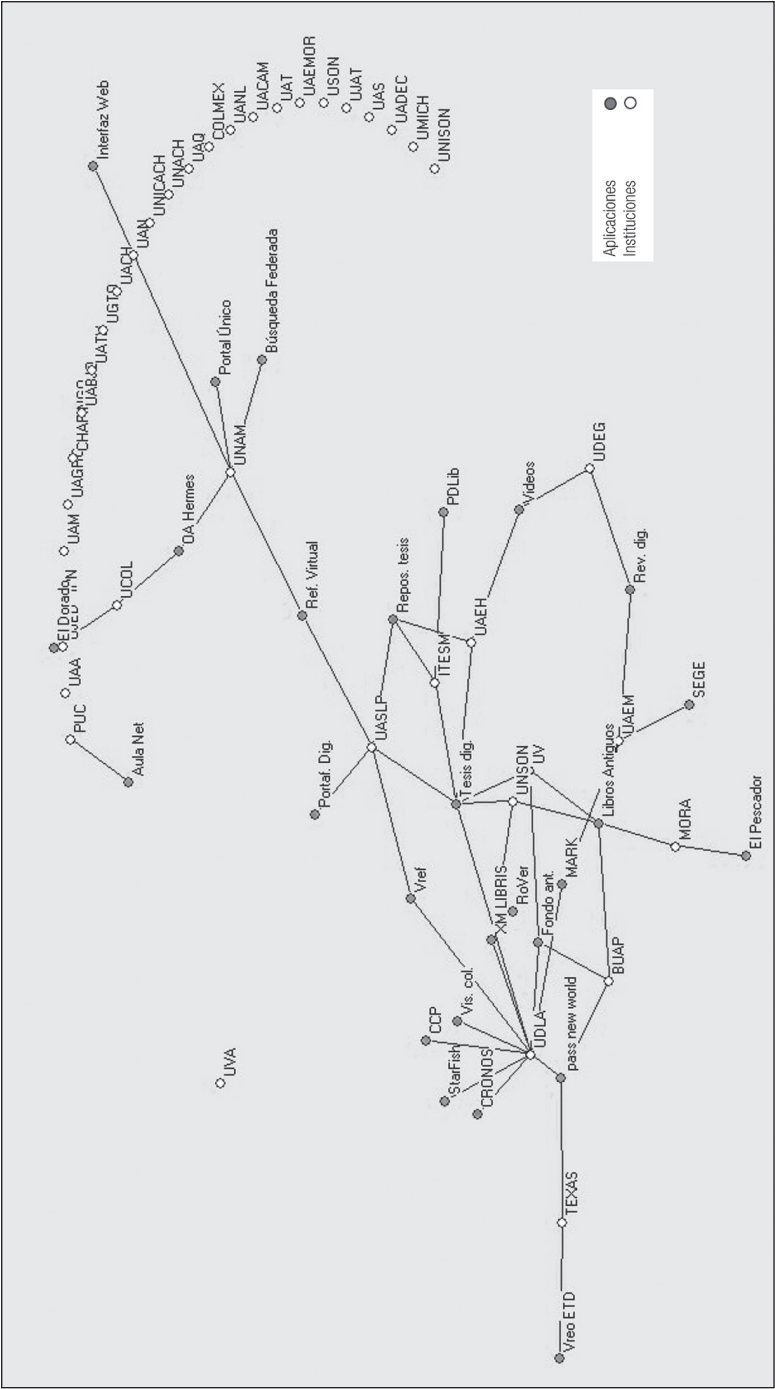 Interfaz Web
COLMEX
UANL
UACAM
UAT
UAEMOR
USON
UJAT
UAS
UADEC
UMICH
UNISON
UAQ
UNACH
UNICACH
UAN
UACH
UAM
UCOL
El Dorado
UAA
PUC
Aula Net
OA Hermes
Portal Único
Búsqueda Federada
UNAM
Ref. Virtual
Aplicaciones
Instituciones
PDLib
Repos. tesis
Videos
UDEG
Rev. dig.
UAEH
ITESM
UASLP
Portaf. Dig.
Tesis dig.
UAEM
SEGE
UV
UNSON
Libros Antiguos
MORA
El Pescador
Vref
XM LIBRIS
RoVer
Fondo ant.
MARK
BUAP
UVA
CCP
Vis. col.
StarFish
CRONOS
UDLA
pass new world
TEXAS
Vreo ETD